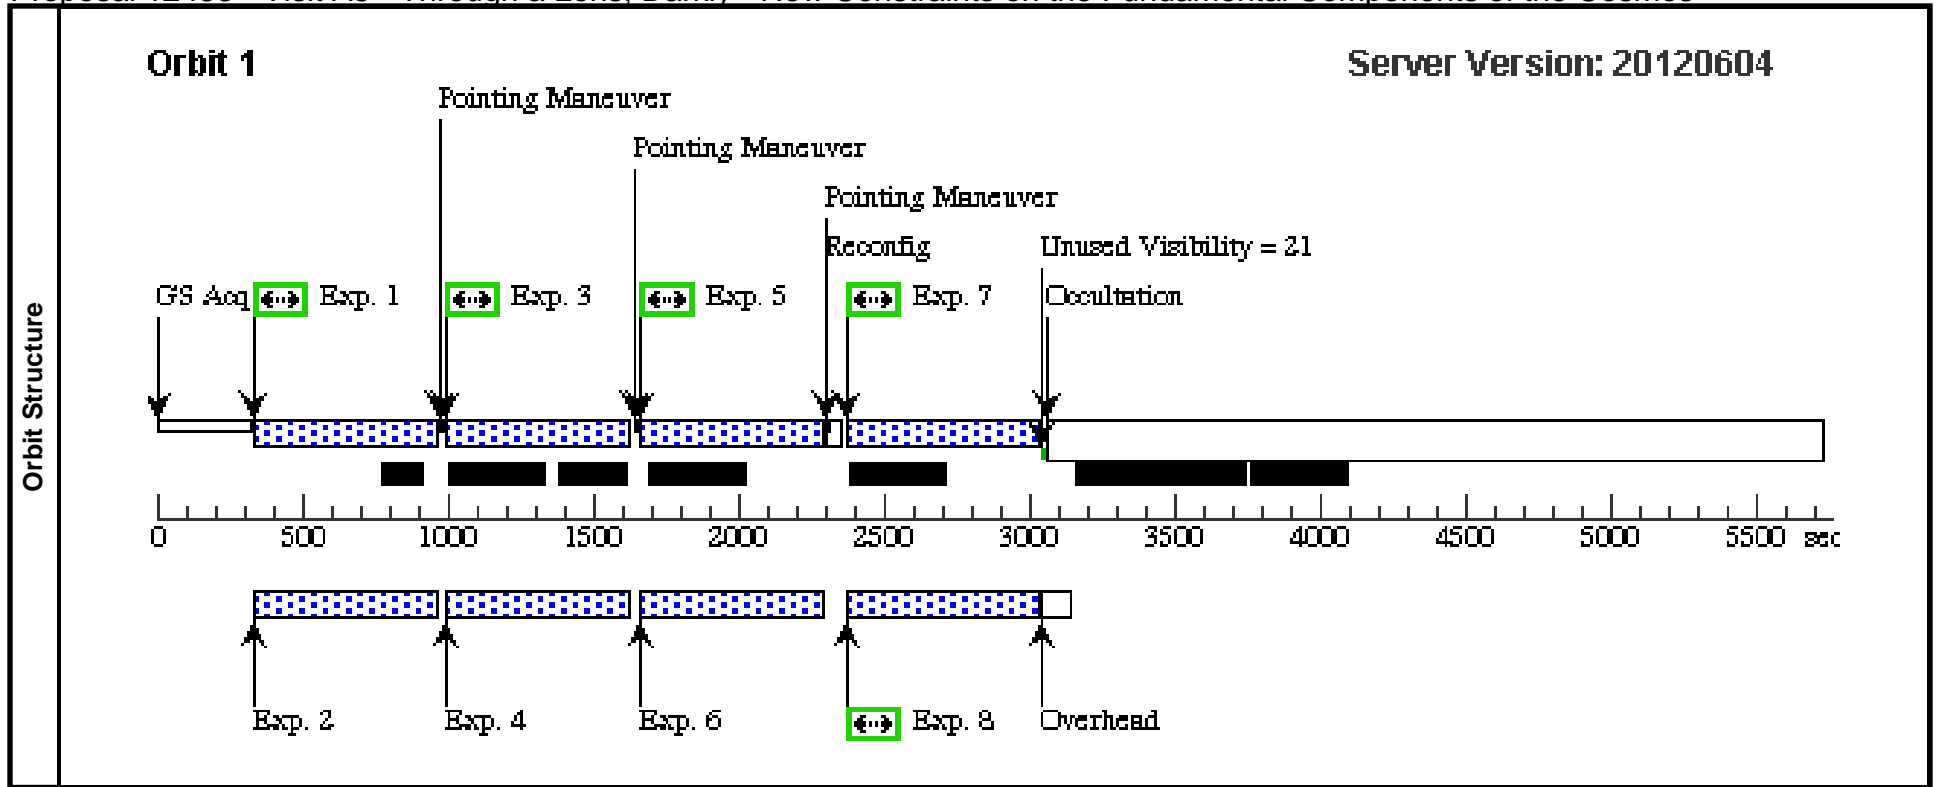 Orbit Structure
Orbit 1
Server Version: 20120604
Pointing Maneuver
Pointing Maneuver
Pointing Maneuver
Reconfig
Unused Visibility = 21
GS Acq
Exp. 1
Exp. 3
Exp. 5
Exp. 7
Occultation
0 500 1000 1500 2000 2500 3000 3500 4000 4500 5000 5500 sec
Exp. 2
Exp. 4
Exp. 6
Exp. 8
Overhead